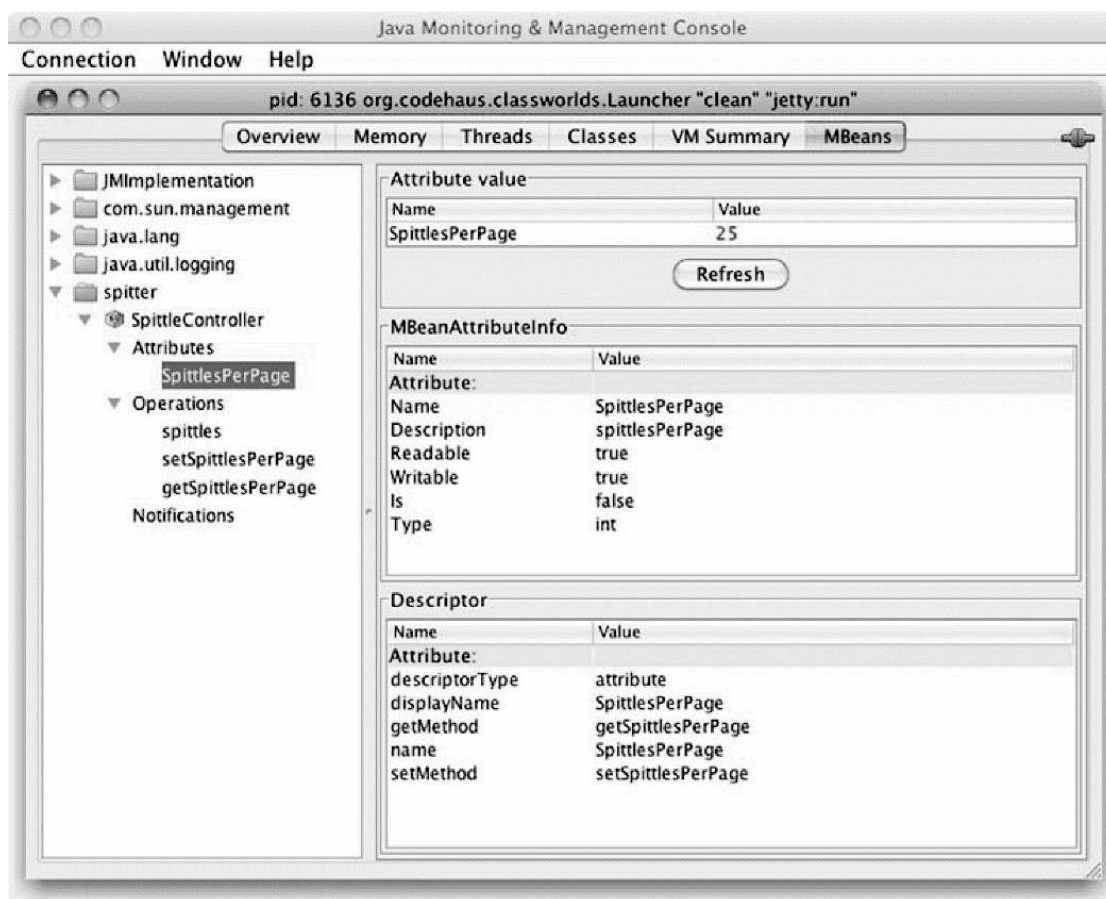 Java Monitoring & Management Console
Connection Window Help
pid: 6136 org.codehaus.classworlds.Launcher "clean" "jetty:run"
Overview Memory Threads Classes VM Summary MBeans
JMImplementation
com.sun.management
java.lang
java.util.logging
spitter
SpittleController
Attributes
SpittlesPerPage
Operations
spittles
setSpittlesPerPage
getSpittlesPerPage
Notifications
Attribute value
Name Value
SpittlesPerPage 25
Refresh
MBeanAttributeInfo
Name Value
Attribute:
Name SpittlesPerPage
Description spittlesPerPage
Readable true
Writable true
Is false
Type int
Descriptor
Name Value
Attribute:
descriptorType attribute
displayName SpittlesPerPage
getMethod getSpittlesPerPage
name SpittlesPerPage
setMethod setSpittlesPerPage